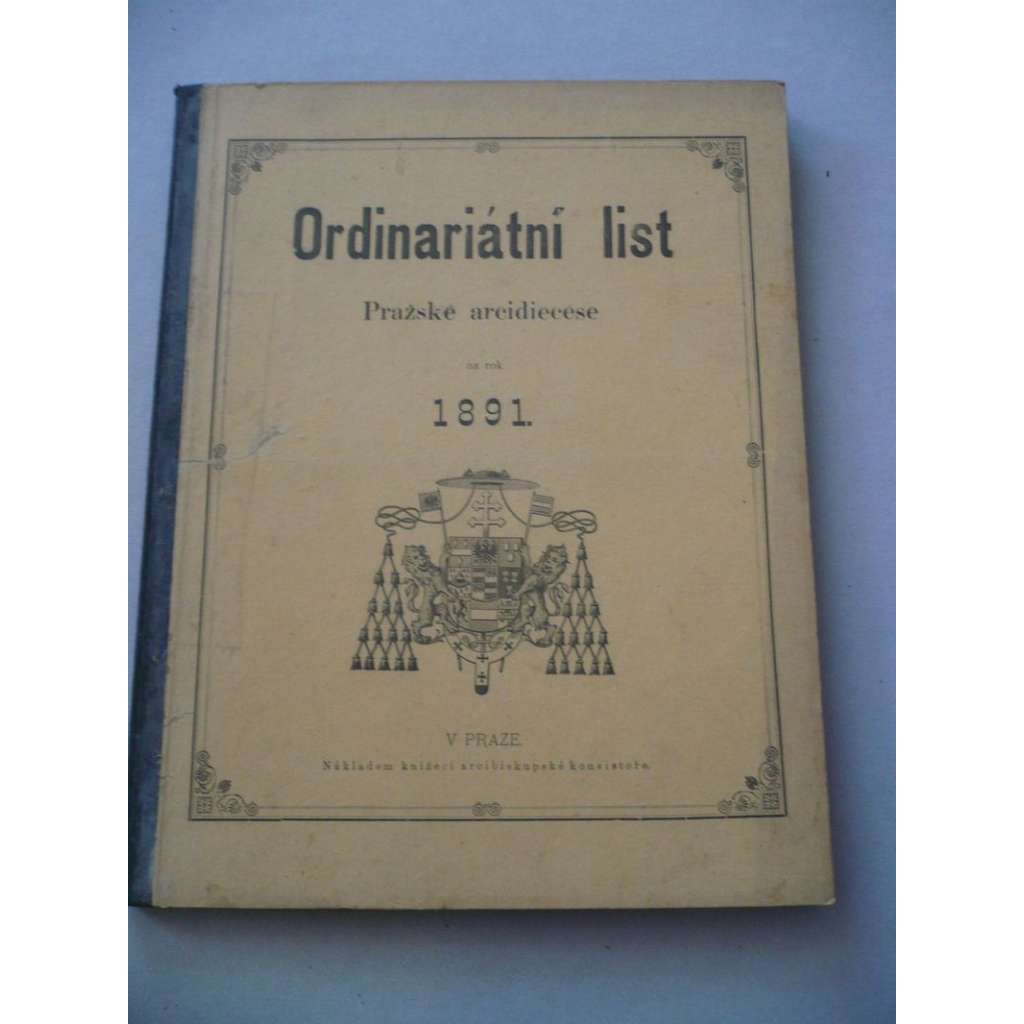 Ordinariátní list
Pražské arcidiecése
na rok
1891.
V PRAZE.
Nákladem knížecí arcibiskupské konsistoře.